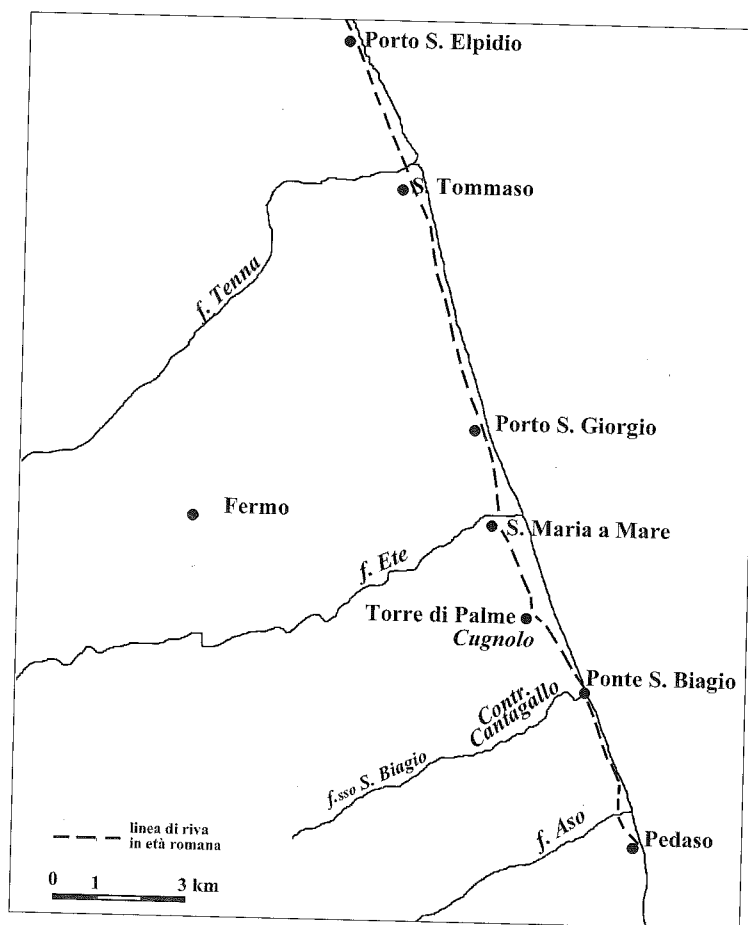 Porto S. Elpidio
S. Tommaso
f. Tenna
Porto S. Giorgio
Fermo
S. Maria a Mare
f. Ete
Torre di Palme
Cugnolo
Ponte S. Biagio
Contr.
Cantagallo
f.sso S. Biagio
linea di riva
in età romana
f. Aso
Pedaso
0 1 3 km